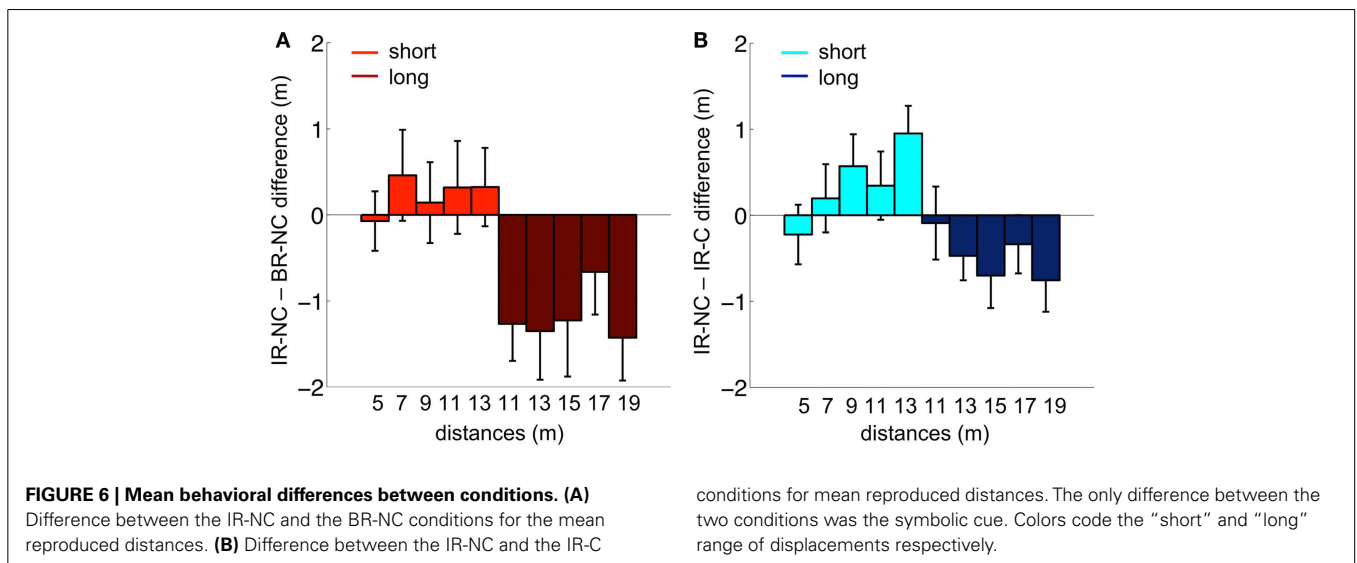 A
short
long
IR-NC – BR-NC difference (m)
2
1
0
−1
−2
5 7 9 11 13 11 13 15 17 19
distances (m)
B
short
long
IR-NC – IR-C difference (m)
2
1
0
−1
−2
5 7 9 11 13 11 13 15 17 19
distances (m)
FIGURE 6 | Mean behavioral differences between conditions. (A)
Difference between the IR-NC and the BR-NC conditions for the mean
reproduced distances. (B) Difference between the IR-NC and the IR-C
conditions for mean reproduced distances. The only difference between the
two conditions was the symbolic cue. Colors code the “short” and “long”
range of displacements respectively.